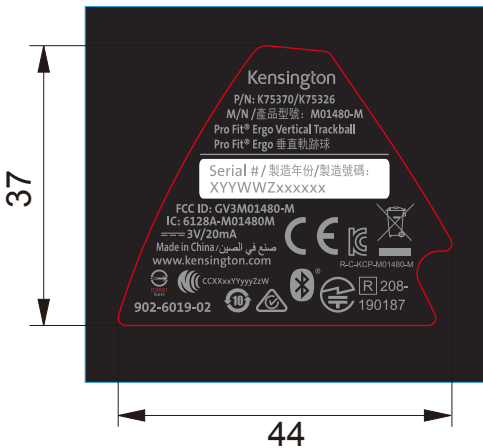 Kensington
P/N: K75370/K75326
M/N /產品型號: M01480-M
Pro Fit® Ergo Vertical Trackball
Pro Fit® Ergo 垂直軌跡球
Serial #/ 製造年份/製造號碼:
XYYWWZxxxxxx
FCC ID: GV3M01480-M
IC: 6128A-M01480M
3V/20mA
Made in China/صنع في الصين
www.kensington.com
R-C-KCP-M01480-M
CCXXxxYYyyyZzW
902-6019-02
10
R 208-
190187
37
44